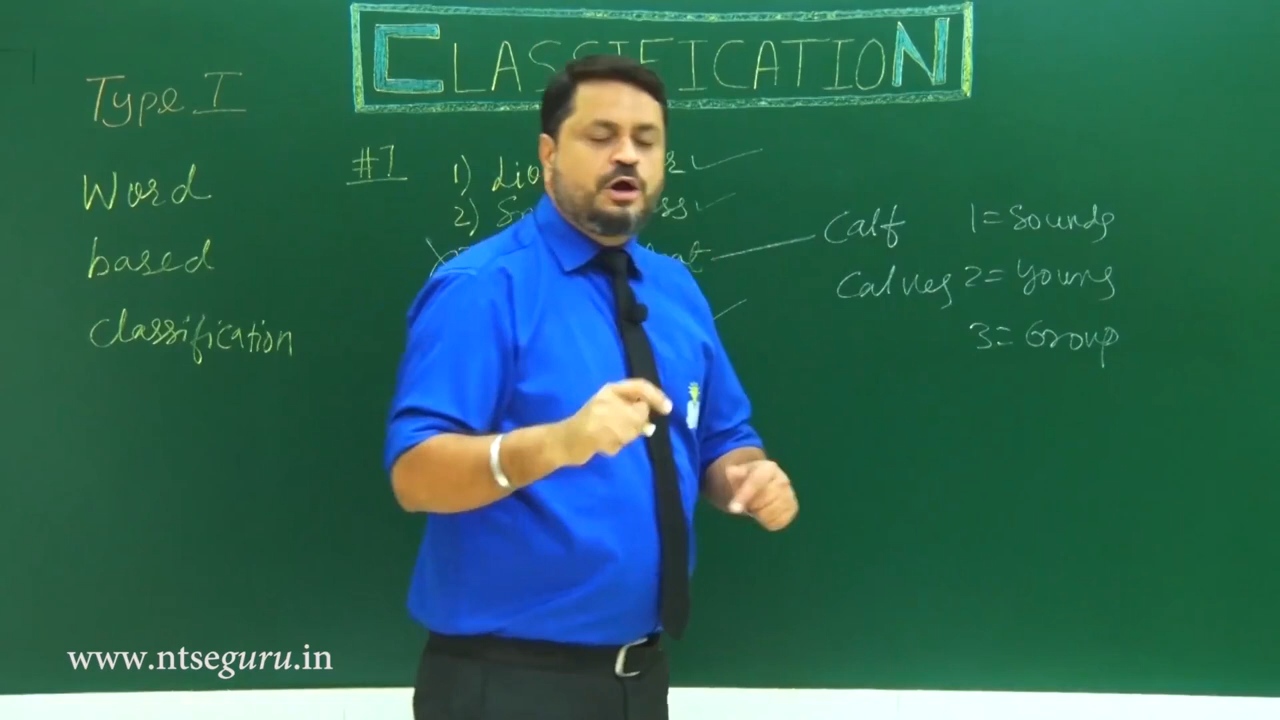 CLASSIFICATION
Type I
Word
based
classification
#1
1)
2)
Calf
Calves
1= Sounds
2= Young
3= Group
www.ntseguru.in